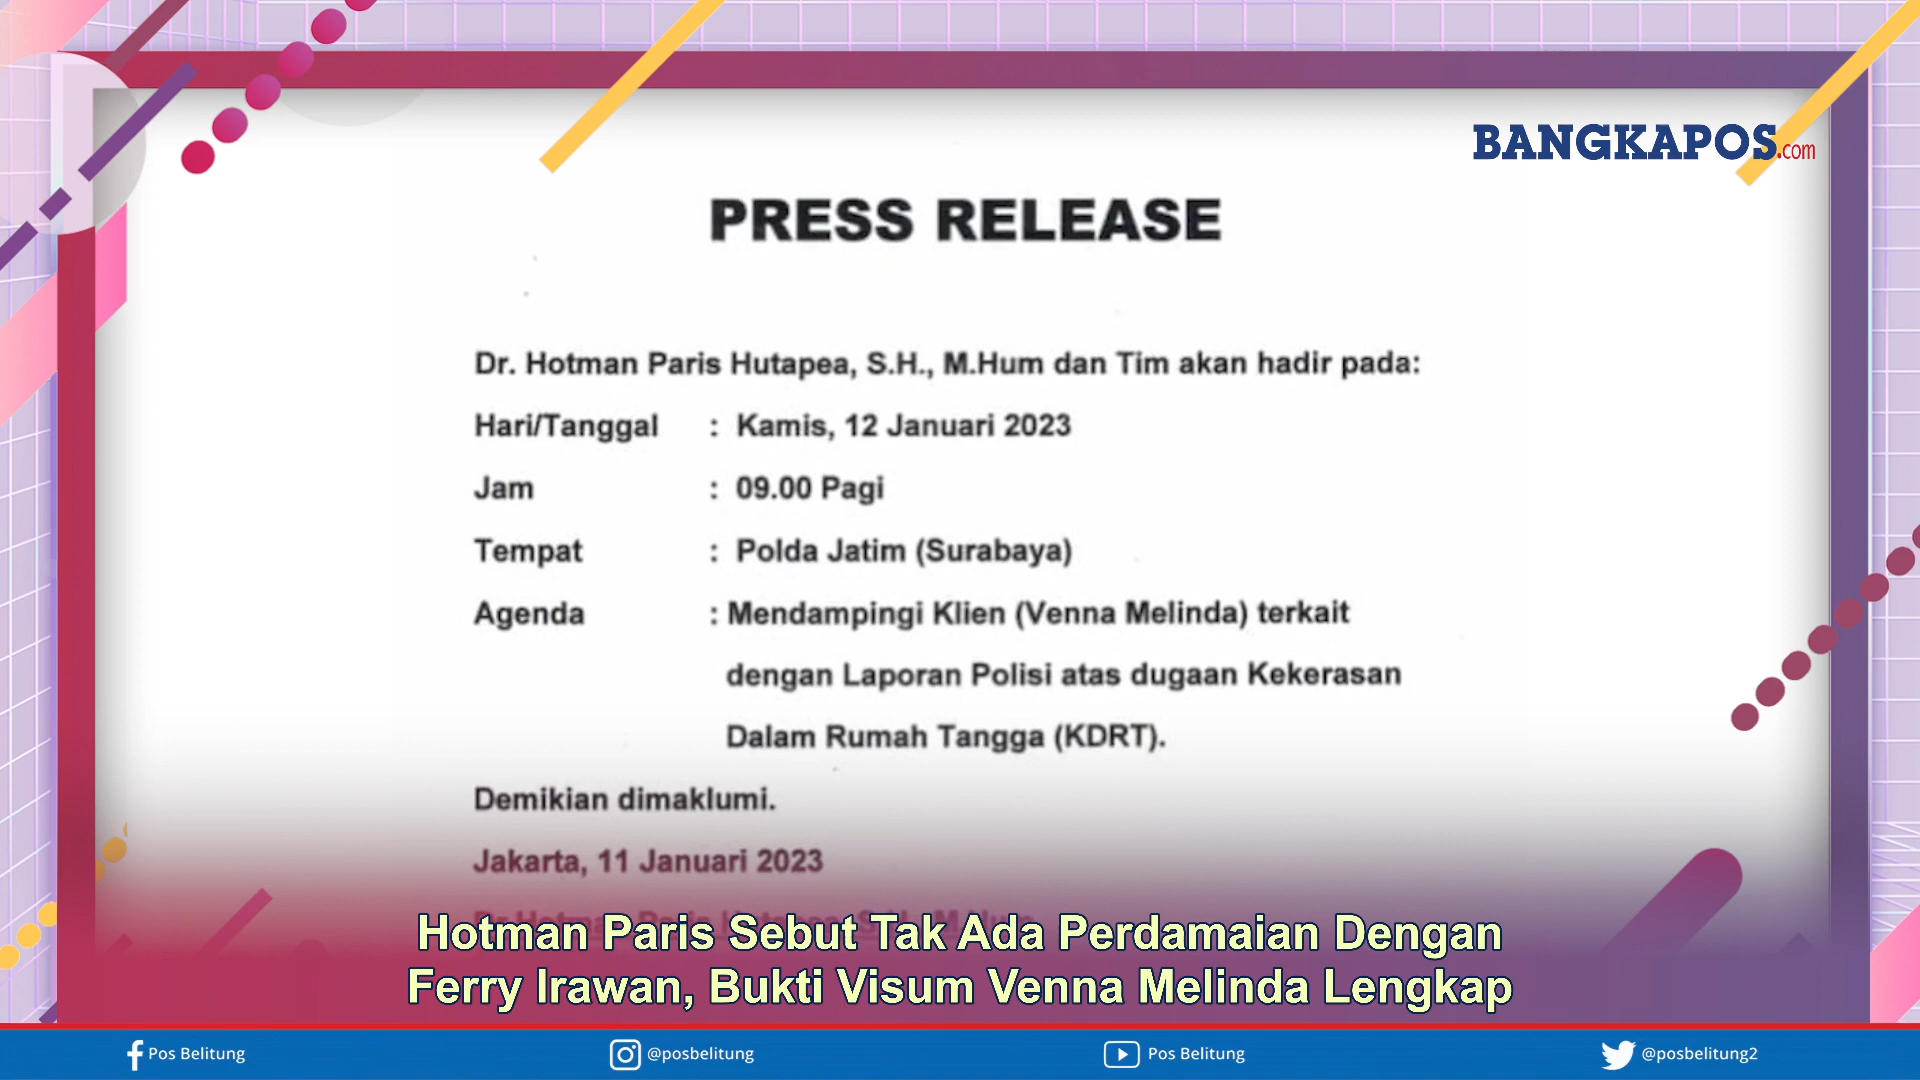 BANGKAPOS.com
PRESS RELEASE
Dr. Hotman Paris Hutapea, S.H., M.Hum dan Tim akan hadir pada:
Hari/Tanggal : Kamis, 12 Januari 2023
Jam : 09.00 Pagi
Tempat : Polda Jatim (Surabaya)
Agenda : Mendampingi Klien (Venna Melinda) terkait
dengan Laporan Polisi atas dugaan Kekerasan
Dalam Rumah Tangga (KDRT).
Demikian dimaklumi.
Jakarta, 11 Januari 2023
Hotman Paris Sebut Tak Ada Perdamaian Dengan
Ferry Irawan, Bukti Visum Venna Melinda Lengkap
Pos Belitung @posbelitung Pos Belitung @posbelitung2